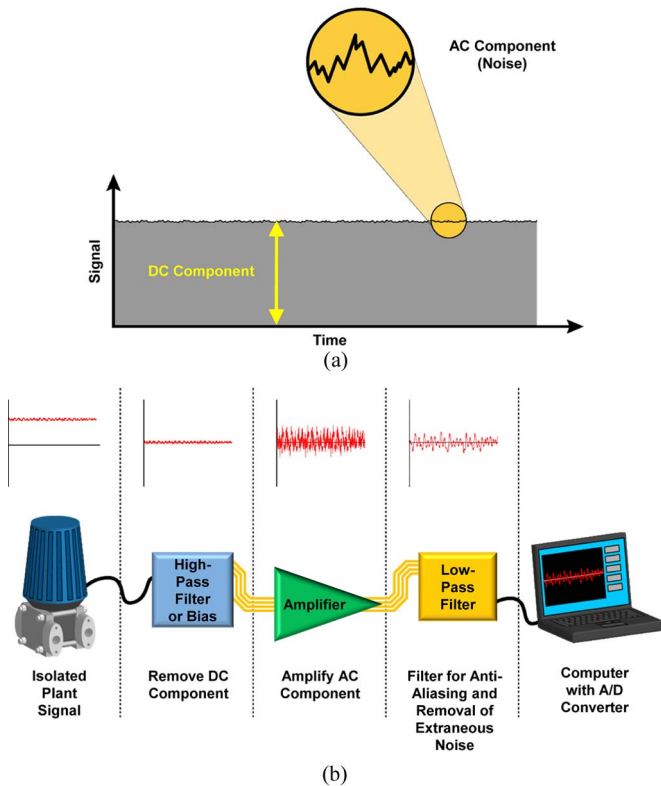 AC Component
(Noise)
Signal
DC Component
Time
(a)
High-
Pass
Filter
or Bias
Amplifier
Low-
Pass
Filter
Isolated
Plant
Signal
Remove DC
Component
Amplify AC
Component
Filter for Anti-
Aliasing and
Removal of
Extraneous
Noise
Computer
with A/D
Converter
(b)